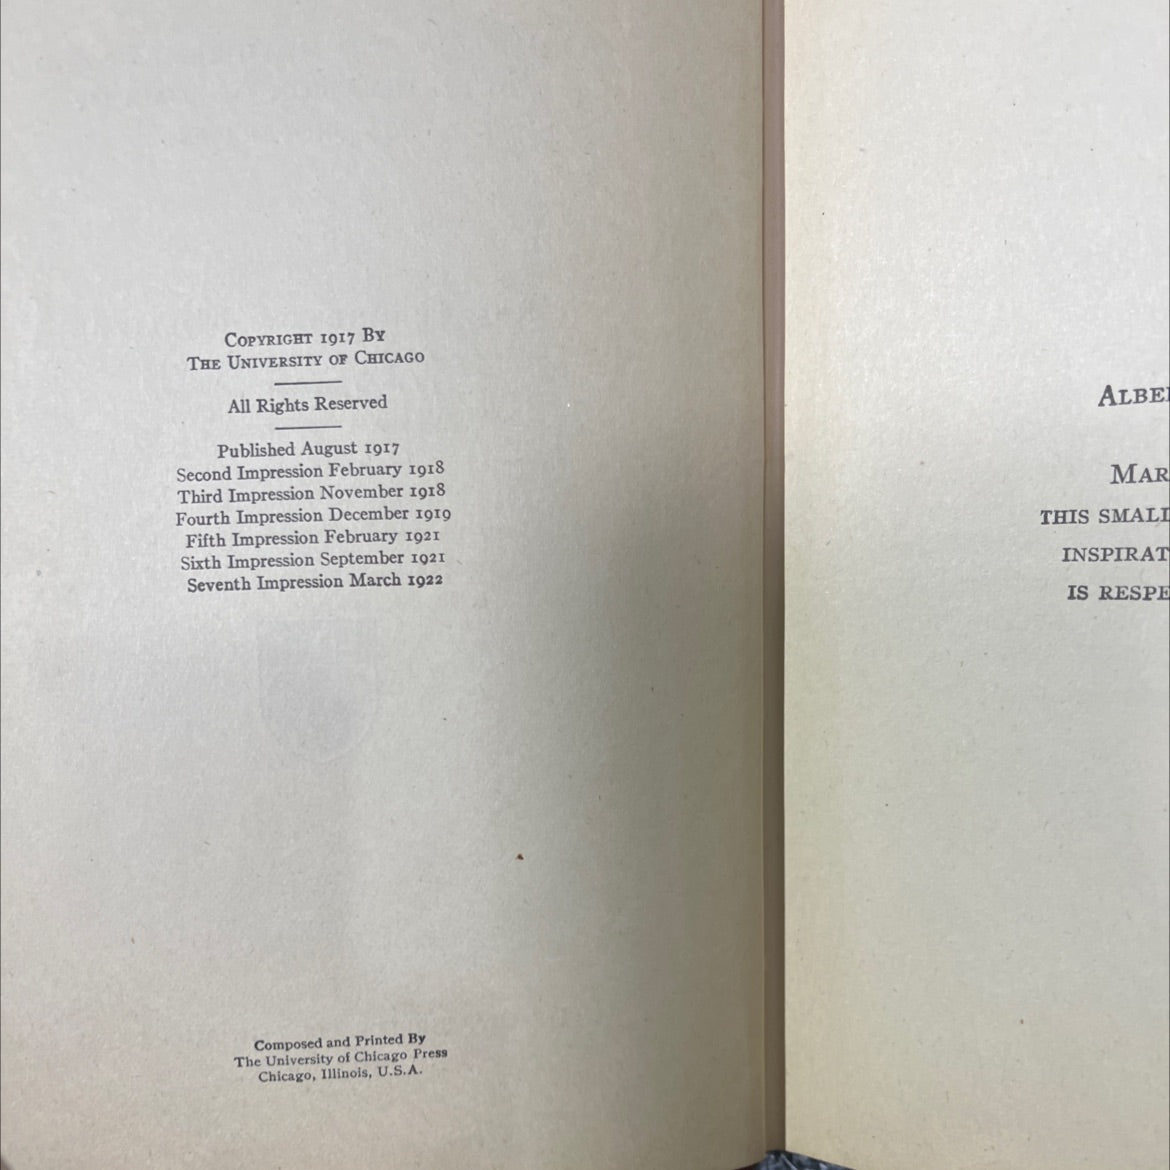 Copyright 1917 By
The University of Chicago
All Rights Reserved
Published August 1917
Second Impression February 1918
Third Impression November 1918
Fourth Impression December 1919
Fifth Impression February 1921
Sixth Impression September 1921
Seventh Impression March 1922
Composed and Printed By
The University of Chicago Press
Chicago, Illinois, U.S.A.
THIS
IS